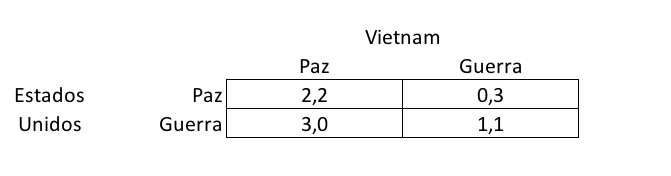 Vietnam
Paz Guerra
Estados Paz 2,2 0,3
Unidos Guerra 3,0 1,1